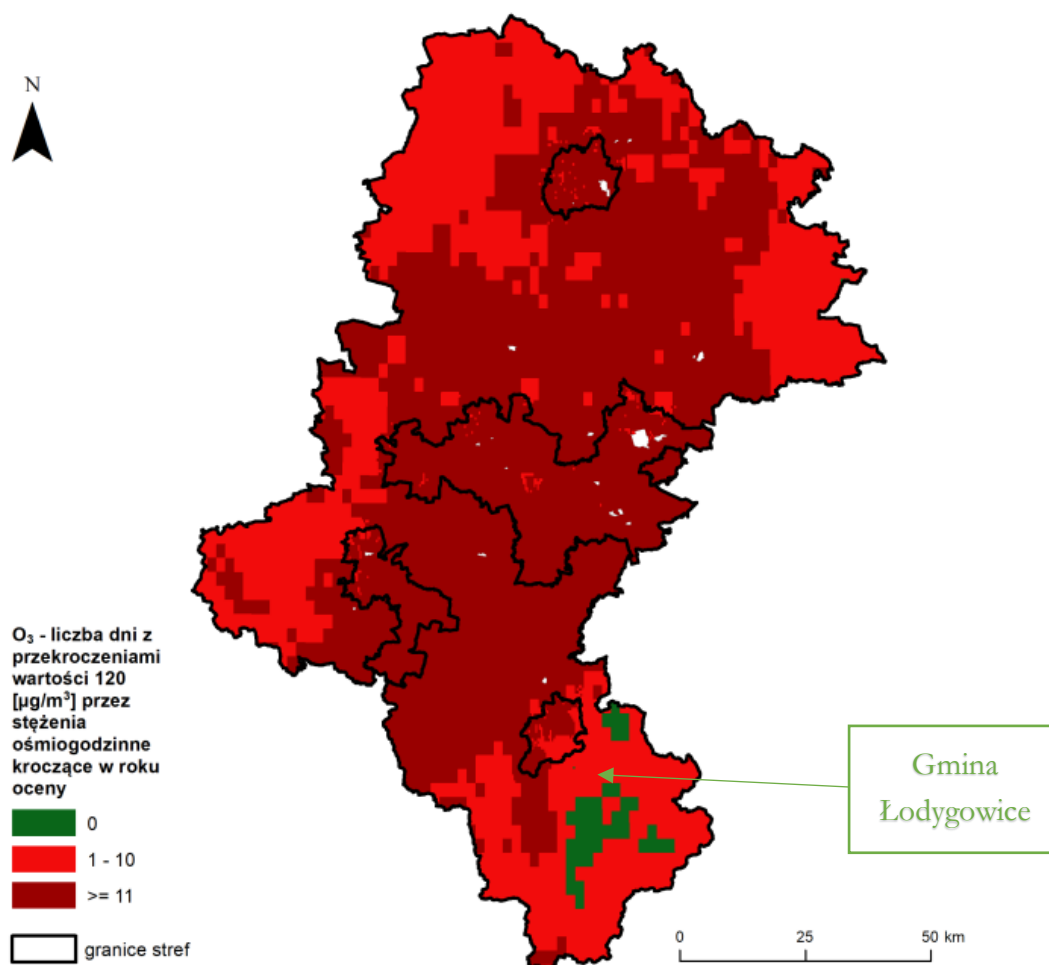 N
O₃ - liczba dni z
przekroczeniami
wartości 120
[µg/m³] przez
stężenia
ośmiogodzinne
kroczące w roku
oceny
0
1 - 10
>= 11
granice stref
Gmina
Łodygowice
0 25 50 km